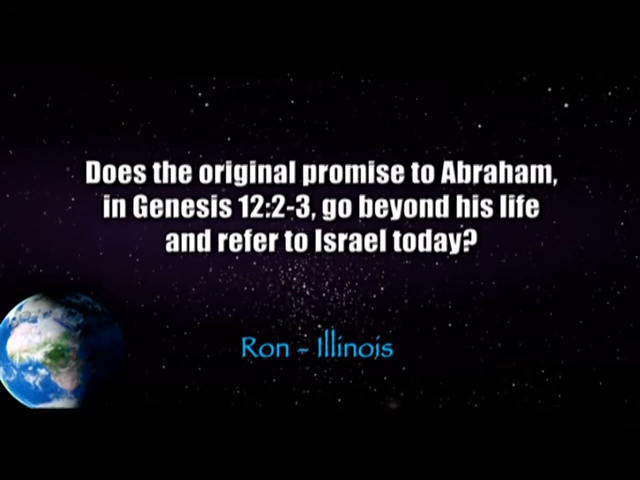 Does the original promise to Abraham,
in Genesis 12:2-3, go beyond his life
and refer to Israel today?
Ron - Illinois